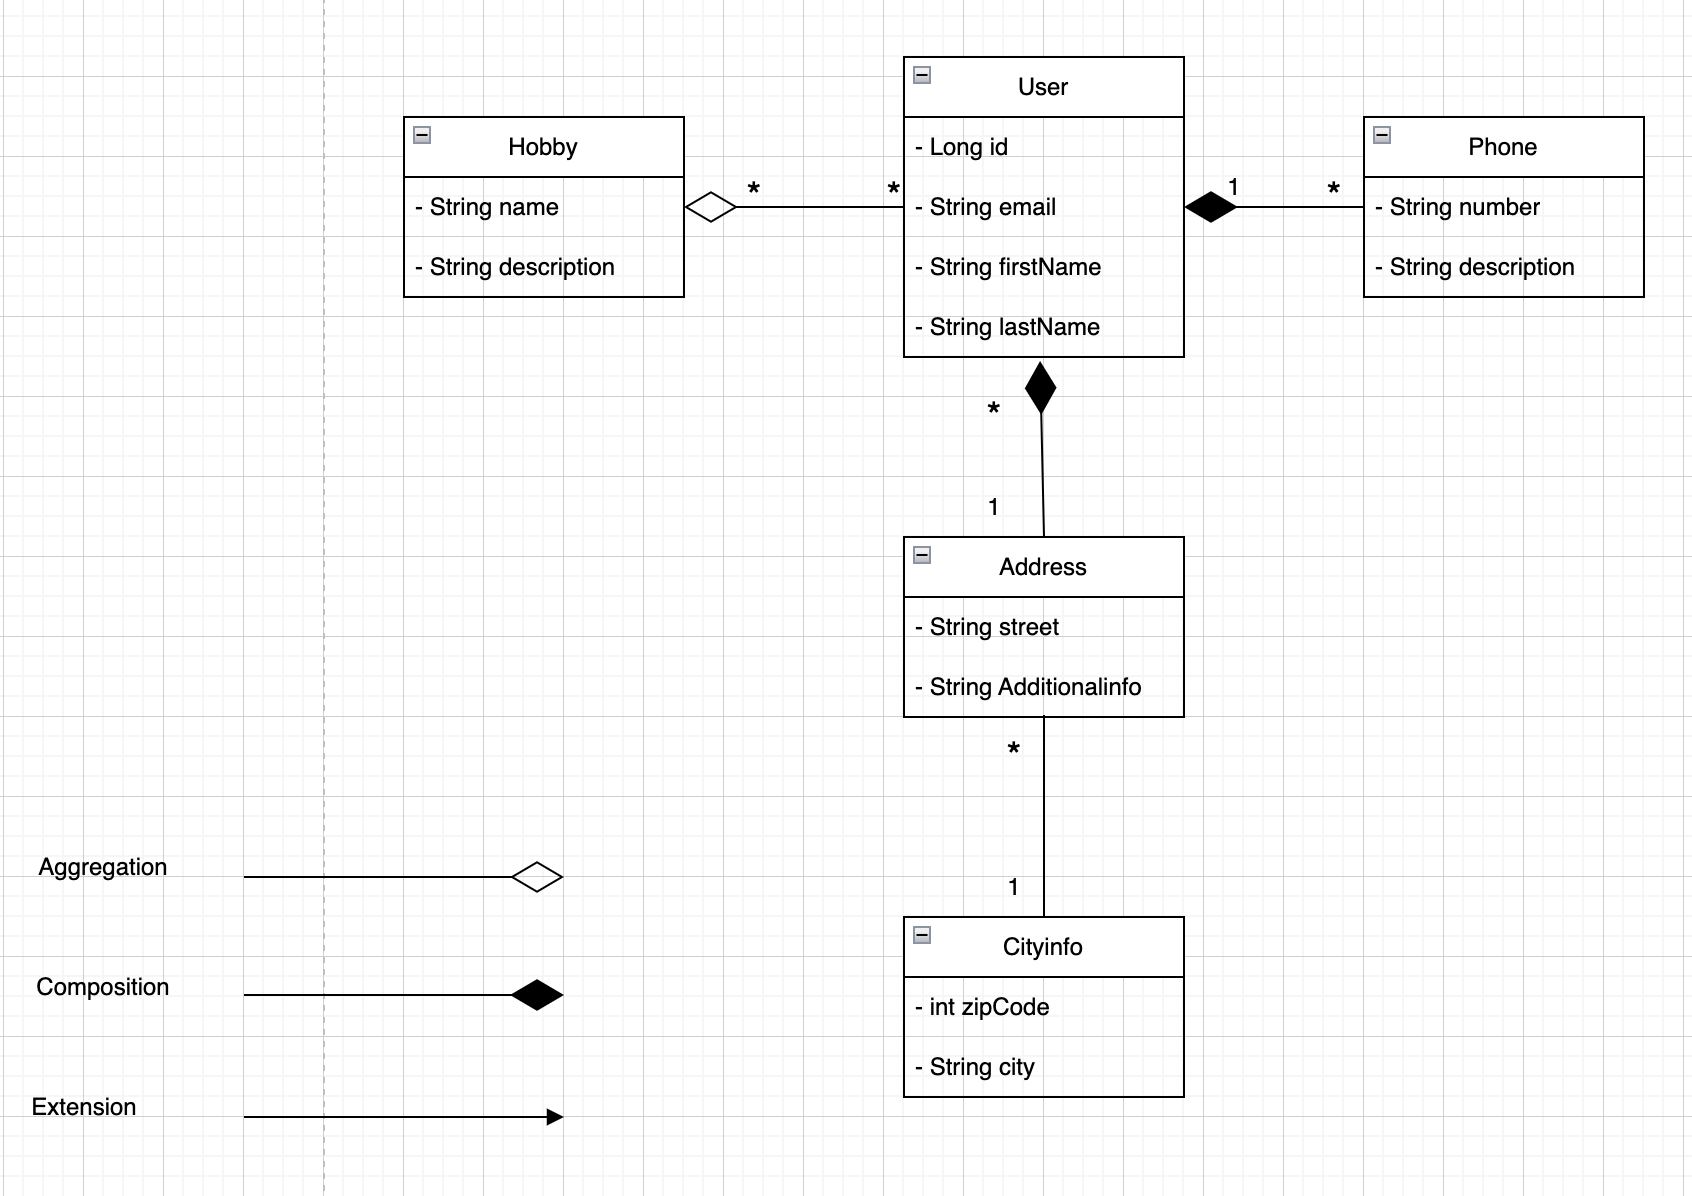 User
- Long id
- String email
- String firstName
- String lastName
Hobby
- String name
- String description
* *
1 *
Phone
- String number
- String description
*
1
Address
- String street
- String Additionalinfo
*
1
Cityinfo
- int zipCode
- String city
Aggregation
Composition
Extension